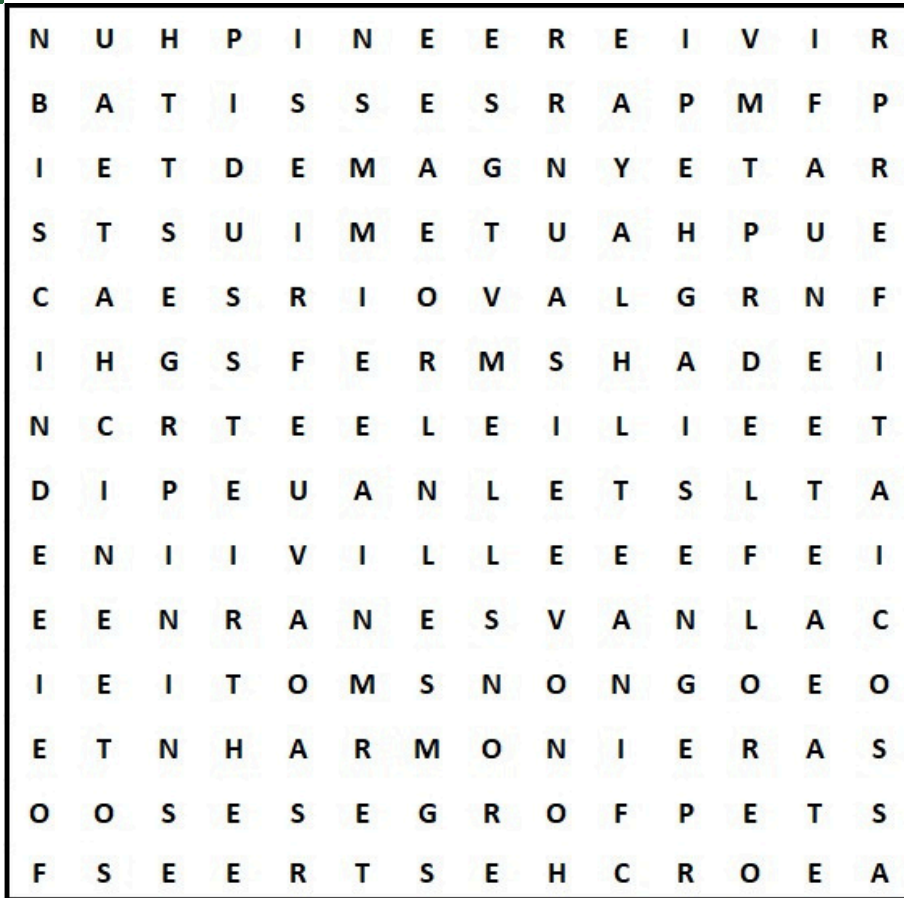 N U H P I N E E R E I V I R
B A T I S S E S R A P M F P
I E T D E M A G N Y E T A R
S T S U I M E T U A H P U E
C A E S R I O V A L G R N F
I H G S F E R M S H A D E I
N C R T E E L E I L I E E T
D I P E U A N L E T S L T A
E N I I V I L L E E E F E I
E E N R A N E S V A N L A C
I E I T O M S N O N G O E O
E T N H A R M O N I E R A S
O O S E S E G R O F P E T S
F S E E R T S E H C R O E A